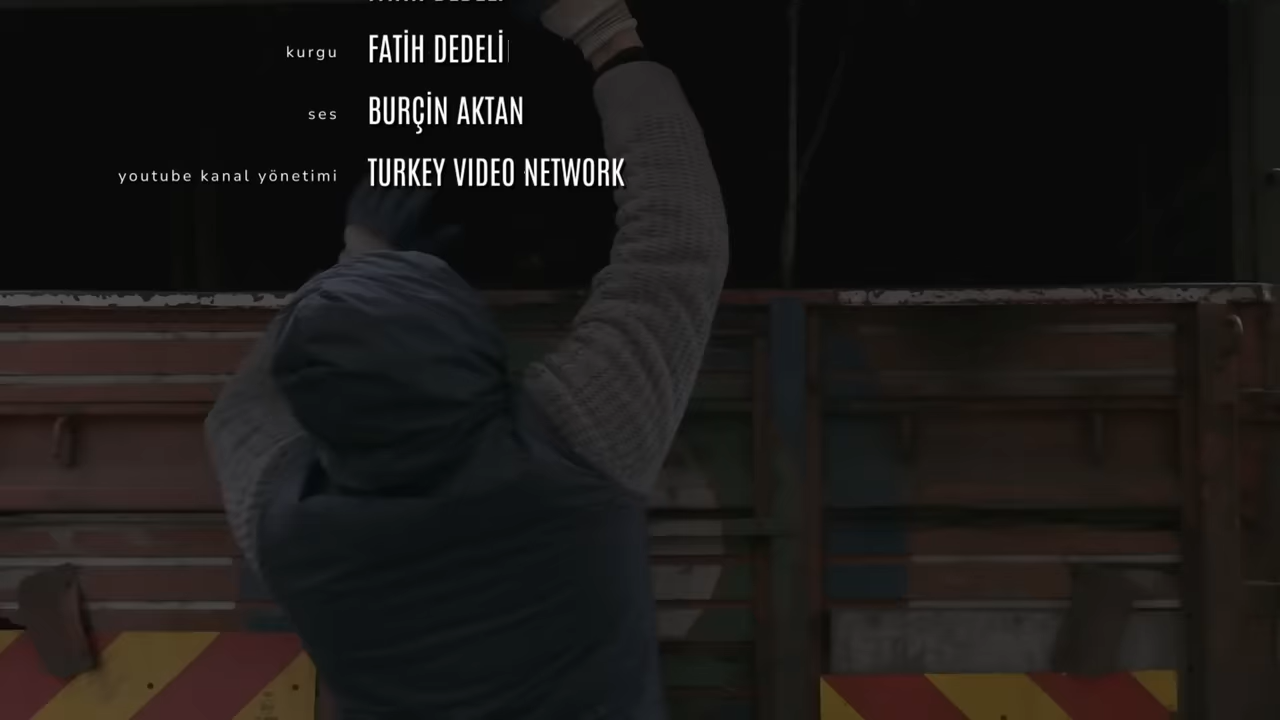 kurgu FATİH DEDELİ
ses BURÇİN AKTAN
youtube kanal yönetimi TURKEY VIDEO NETWORK